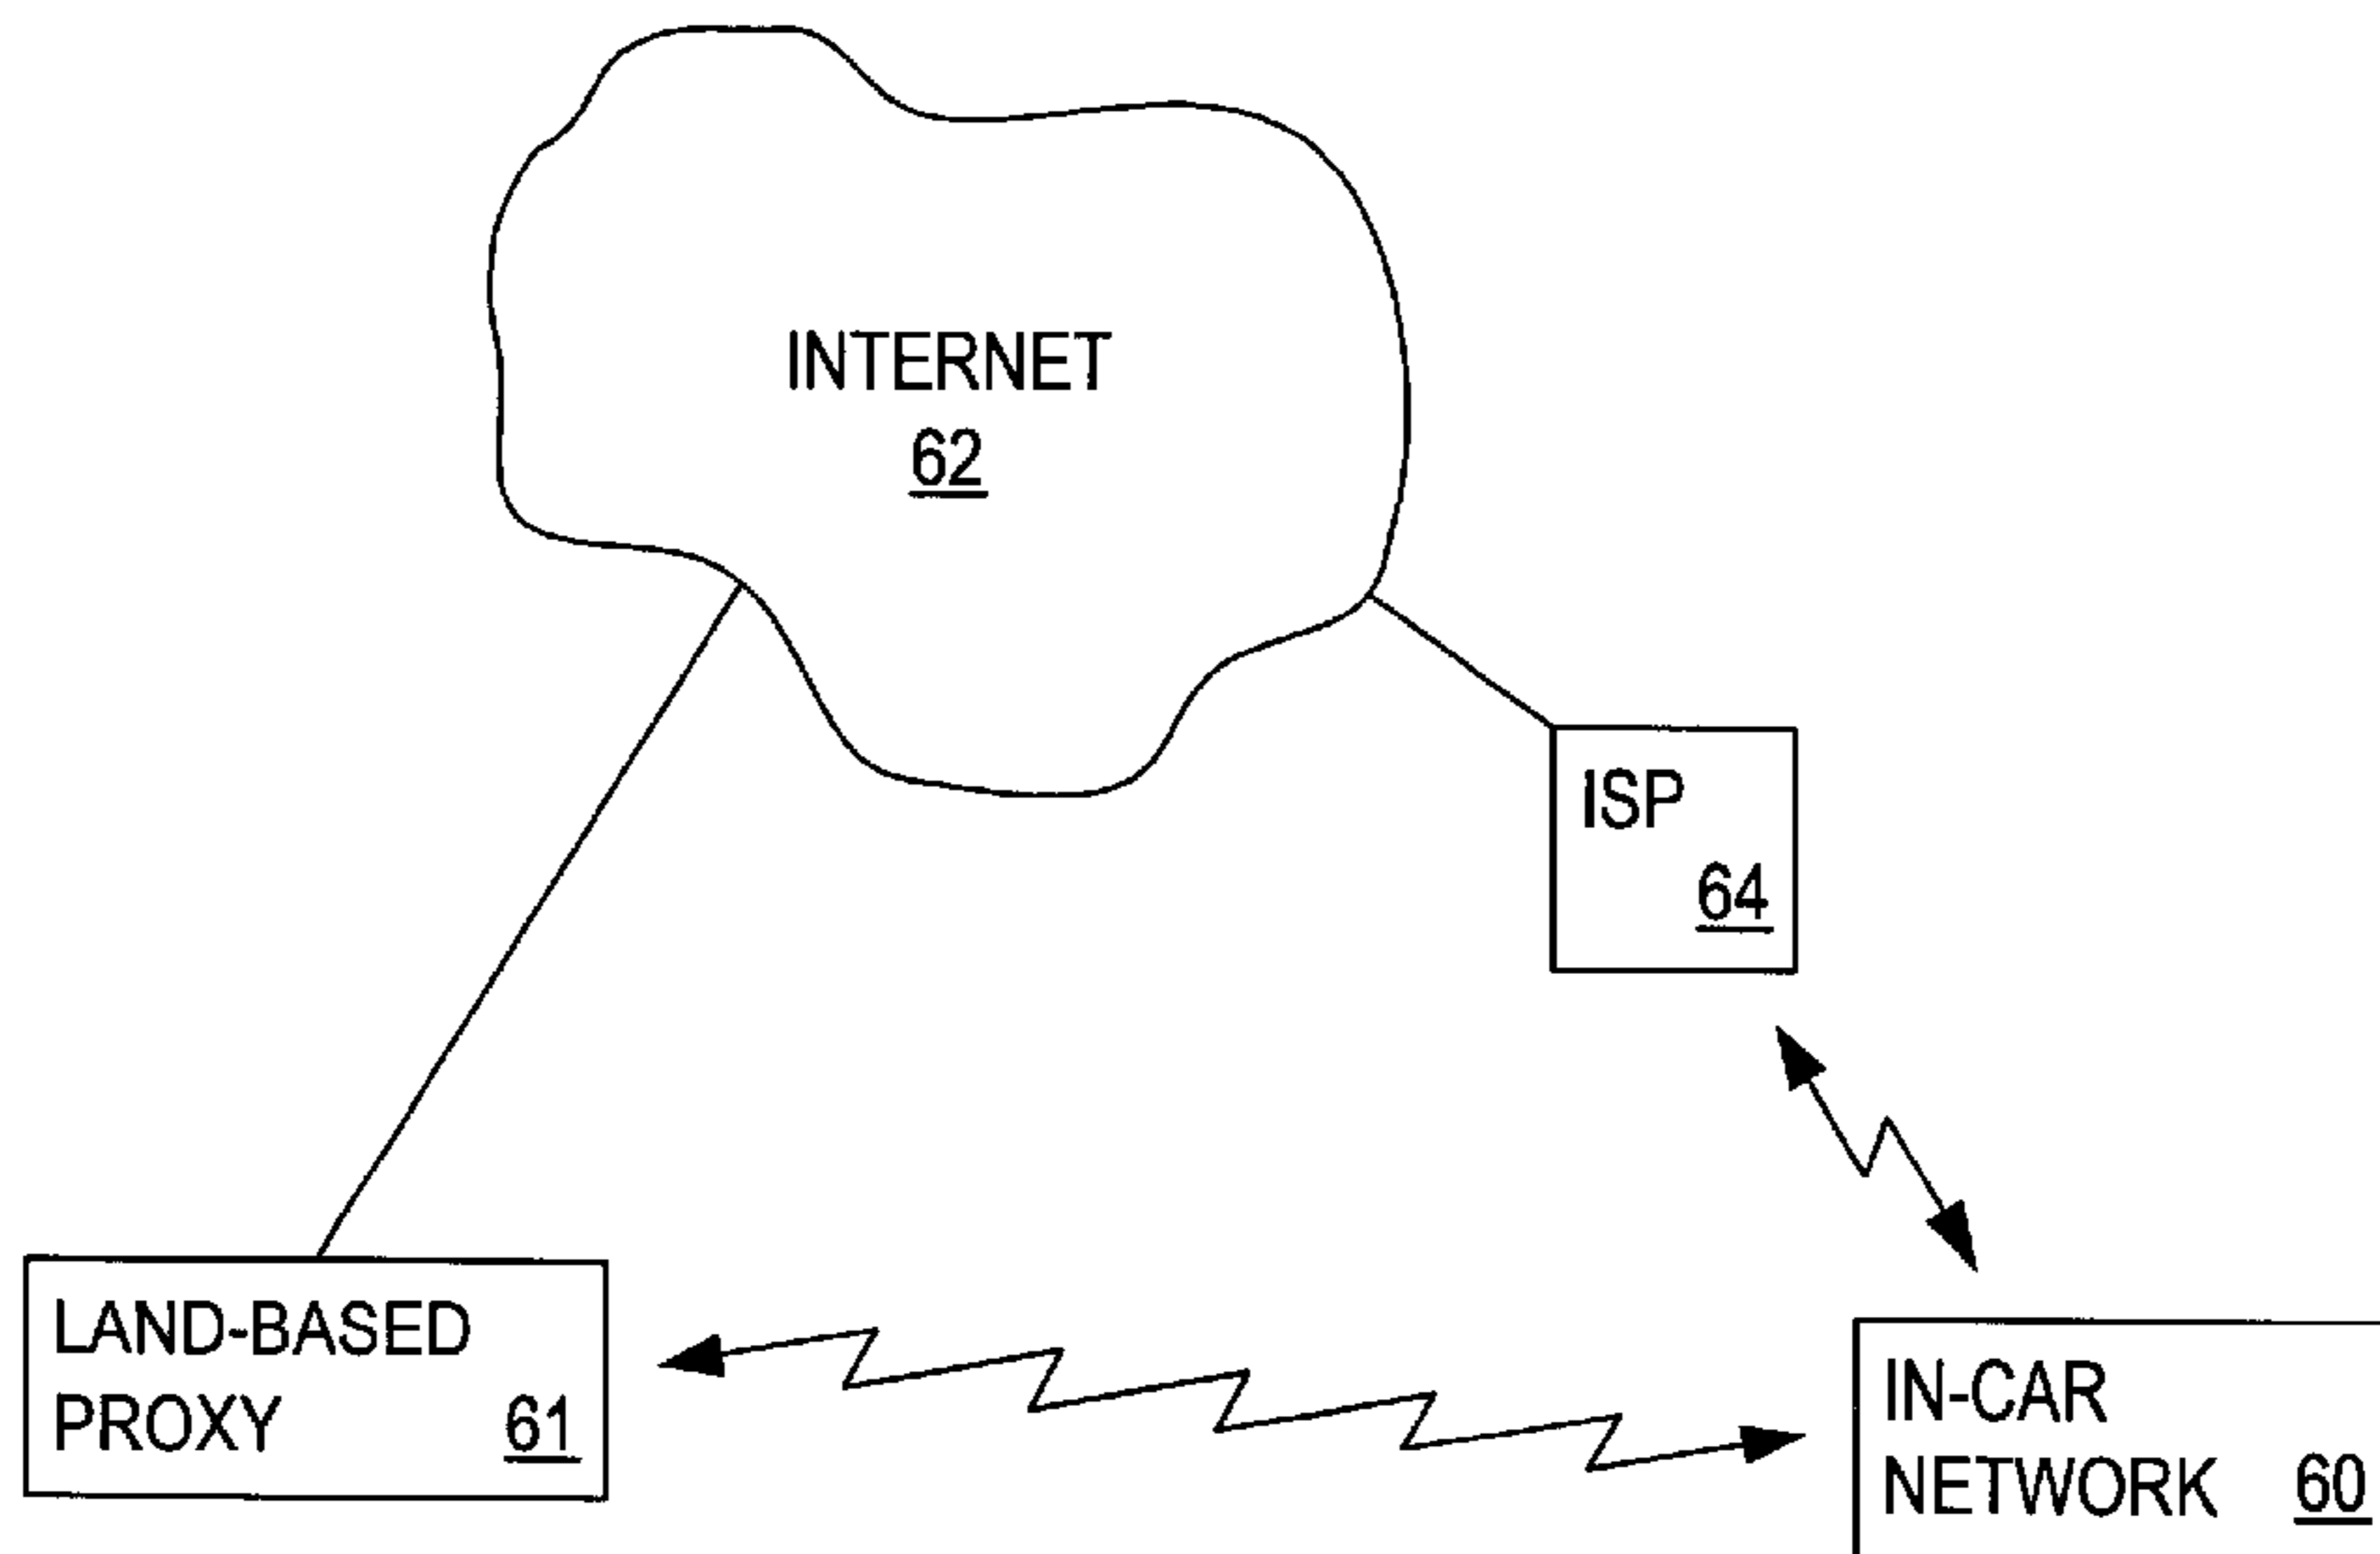 INTERNET
62
ISP
64
LAND-BASED
PROXY 61
IN-CAR
NETWORK 60